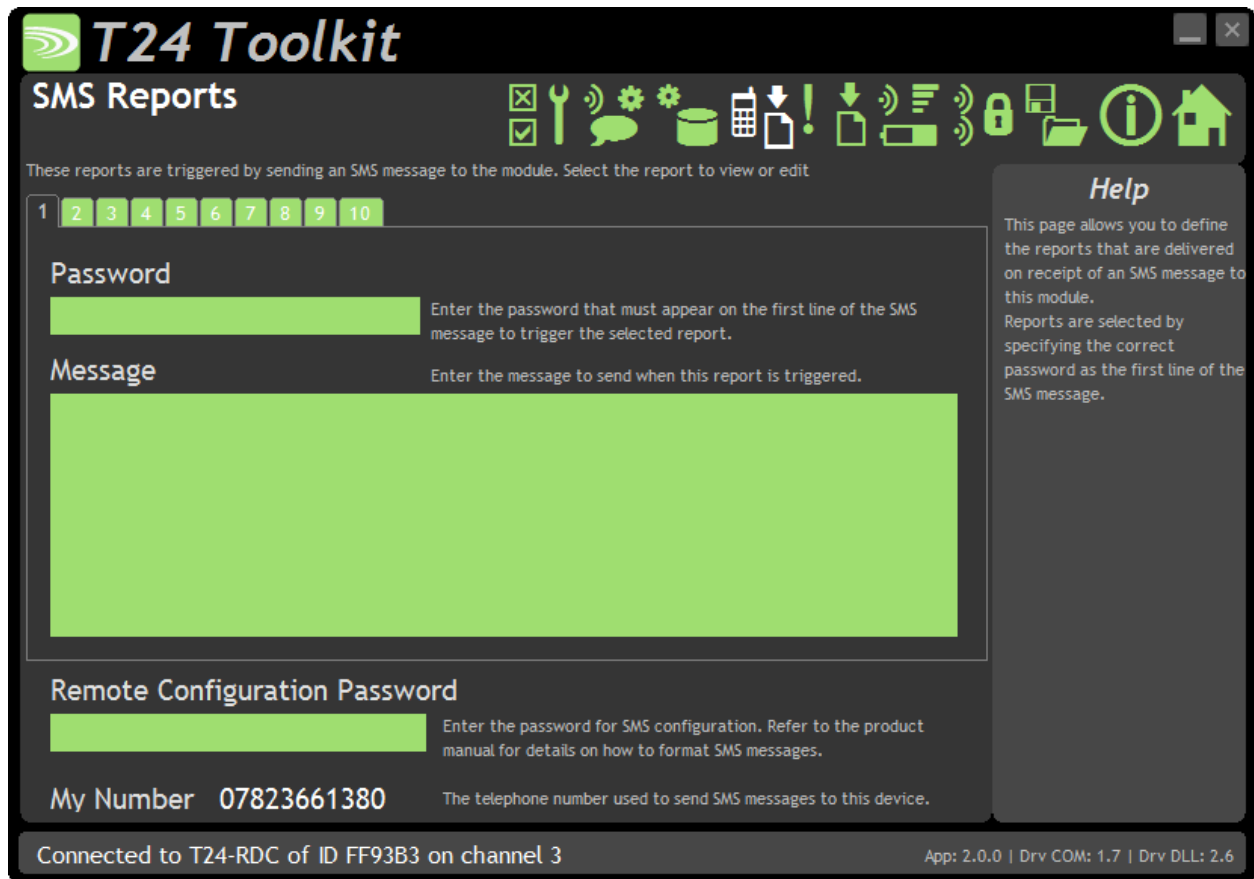 T24 Toolkit
SMS Reports
These reports are triggered by sending an SMS message to the module. Select the report to view or edit
1 2 3 4 5 6 7 8 9 10
Password
Enter the password that must appear on the first line of the SMS
message to trigger the selected report.
Message
Enter the message to send when this report is triggered.
Remote Configuration Password
Enter the password for SMS configuration. Refer to the product
manual for details on how to format SMS messages.
My Number 07823661380
The telephone number used to send SMS messages to this device.
Help
This page allows you to define
the reports that are delivered
on receipt of an SMS message to
this module.
Reports are selected by
specifying the correct
password as the first line of the
SMS message.
Connected to T24-RDC of ID FF93B3 on channel 3
App: 2.0.0 | Drv COM: 1.7 | Drv DLL: 2.6